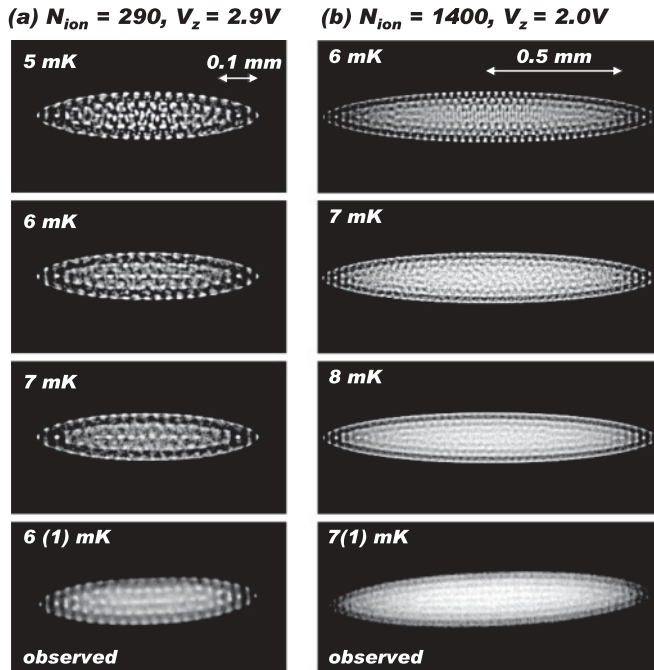 (a) Nion = 290, Vz = 2.9V
5 mK
0.1 mm
6 mK
7 mK
6 (1) mK
observed
(b) Nion = 1400, Vz = 2.0V
6 mK
0.5 mm
7 mK
8 mK
7(1) mK
observed